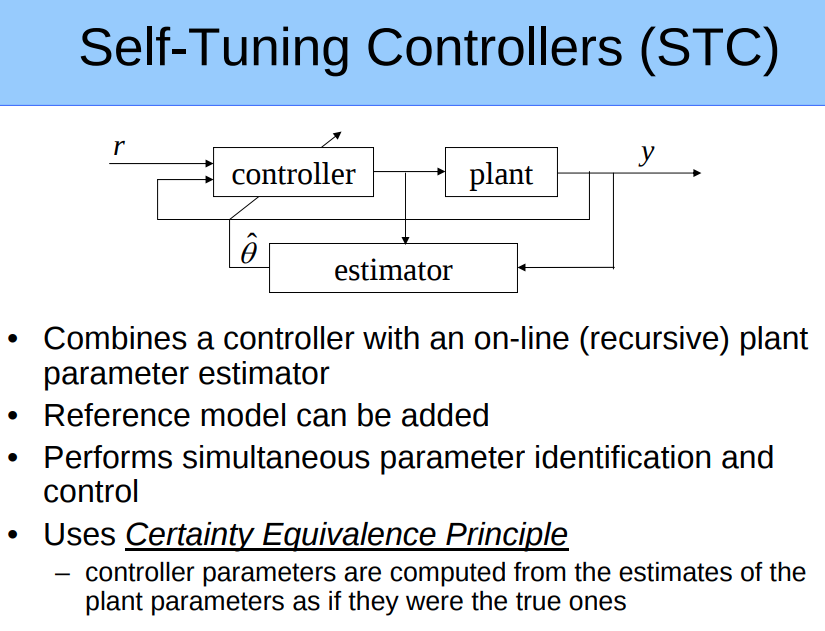 Self-Tuning Controllers (STC)
r
y
controller
plant
θ̂
estimator
• Combines a controller with an on-line (recursive) plant
parameter estimator
• Reference model can be added
• Performs simultaneous parameter identification and
control
• Uses Certainty Equivalence Principle
– controller parameters are computed from the estimates of the
plant parameters as if they were the true ones